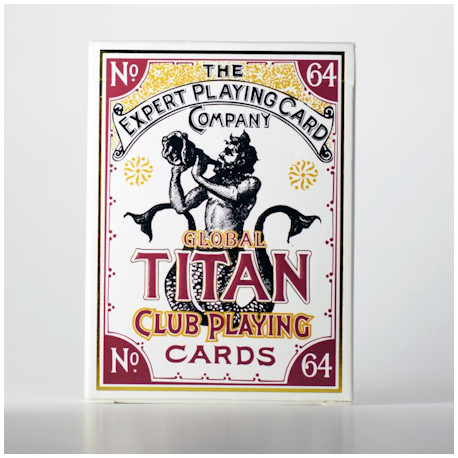 No. 64
THE
EXPERT PLAYING CARD
COMPANY
GLOBAL
TITAN
CLUB PLAYING
CARDS
No. 64